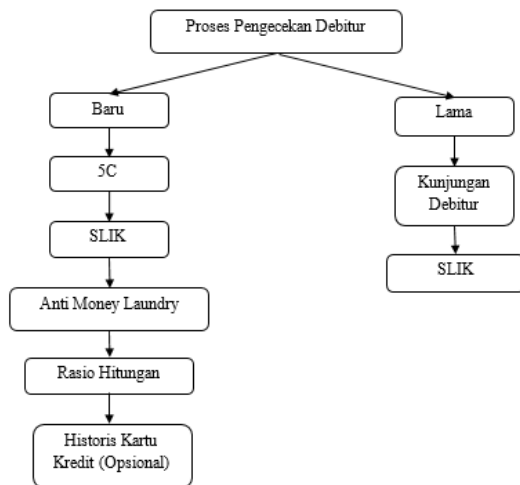 Proses Pengecekan Debitur
Baru
Lama
5C
Kunjungan
Debitur
SLIK
SLIK
Anti Money Laundry
Rasio Hitungan
Historis Kartu
Kredit (Opsional)